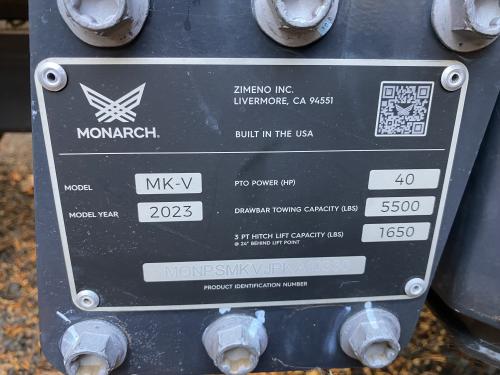 ZIMENO INC.
LIVERMORE, CA 94551
MONARCH.
BUILT IN THE USA
MODEL MK-V
PTO POWER (HP) 40
MODEL YEAR 2023
DRAWBAR TOWING CAPACITY (LBS) 5500
3 PT HITCH LIFT CAPACITY (LBS) 1650
@ 24" BEHIND LIFT POINT
PRODUCT IDENTIFICATION NUMBER